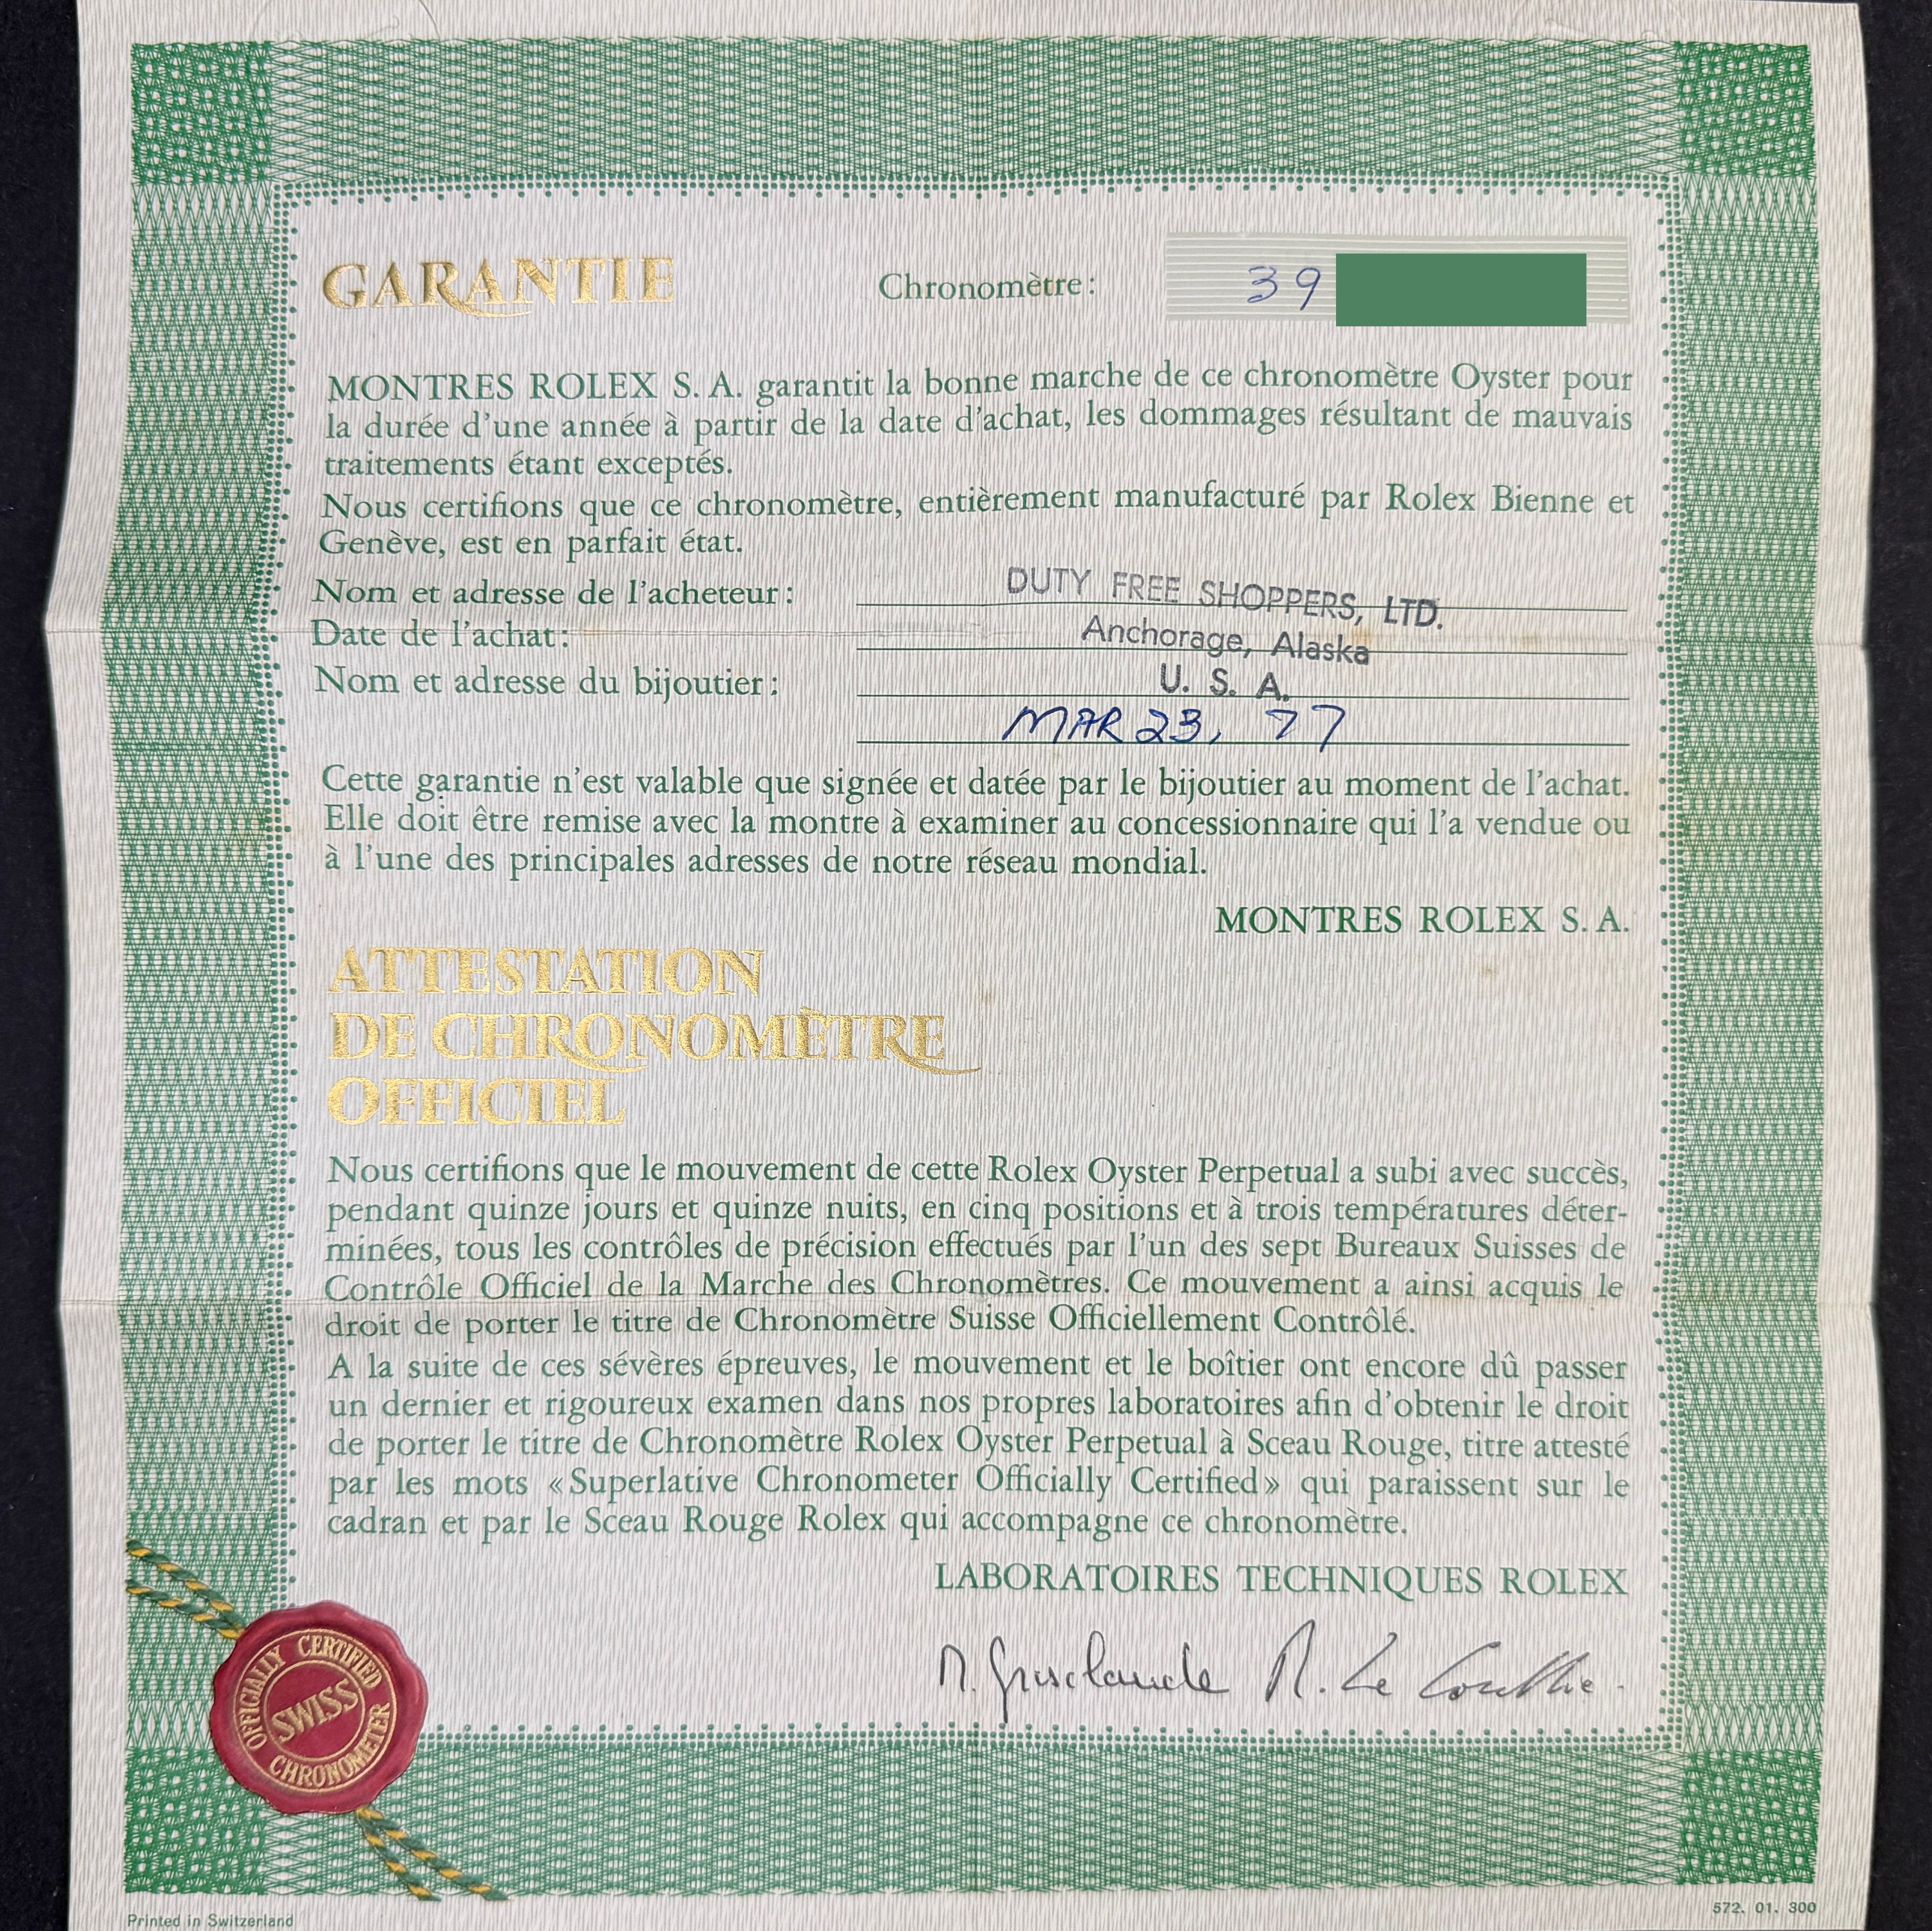 GARANTIE
Chronomètre: 39
MONTRES ROLEX S. A. garantit la bonne marche de ce chronomètre Oyster pour
la durée d'une année à partir de la date d'achat, les dommages résultant de mauvais
traitements étant exceptés.
Nous certifions que ce chronomètre, entièrement manufacturé par Rolex Bienne et
Genève, est en parfait état.
Nom et adresse de l'acheteur: DUTY FREE SHOPPERS, LTD.
Date de l'achat: Anchorage, Alaska
Nom et adresse du bijoutier: U. S. A.
MAR 23, 77
Cette garantie n'est valable que signée et datée par le bijoutier au moment de l'achat.
Elle doit être remise avec la montre à examiner au concessionnaire qui l'a vendue ou
à l'une des principales adresses de notre réseau mondial.
MONTRES ROLEX S. A.
ATTESTATION
DE CHRONOMÈTRE
OFFICIEL
Nous certifions que le mouvement de cette Rolex Oyster Perpetual a subi avec succès,
pendant quinze jours et quinze nuits, en cinq positions et à trois températures déter-
minées, tous les contrôles de précision effectués par l'un des sept Bureaux Suisses de
Contrôle Officiel de la Marche des Chronomètres. Ce mouvement a ainsi acquis le
droit de porter le titre de Chronomètre Suisse Officiellement Contrôlé.
A la suite de ces sévères épreuves, le mouvement et le boîtier ont encore dû passer
un dernier et rigoureux examen dans nos propres laboratoires afin d'obtenir le droit
de porter le titre de Chronomètre Rolex Oyster Perpetual à Sceau Rouge, titre attesté
par les mots «Superlative Chronometer Officially Certified» qui paraissent sur le
cadran et par le Sceau Rouge Rolex qui accompagne ce chronomètre.
LABORATOIRES TECHNIQUES ROLEX
OFFICIALLY CERTIFIED
SWISS
CHRONOMETER
Printed in Switzerland
572. 01. 300